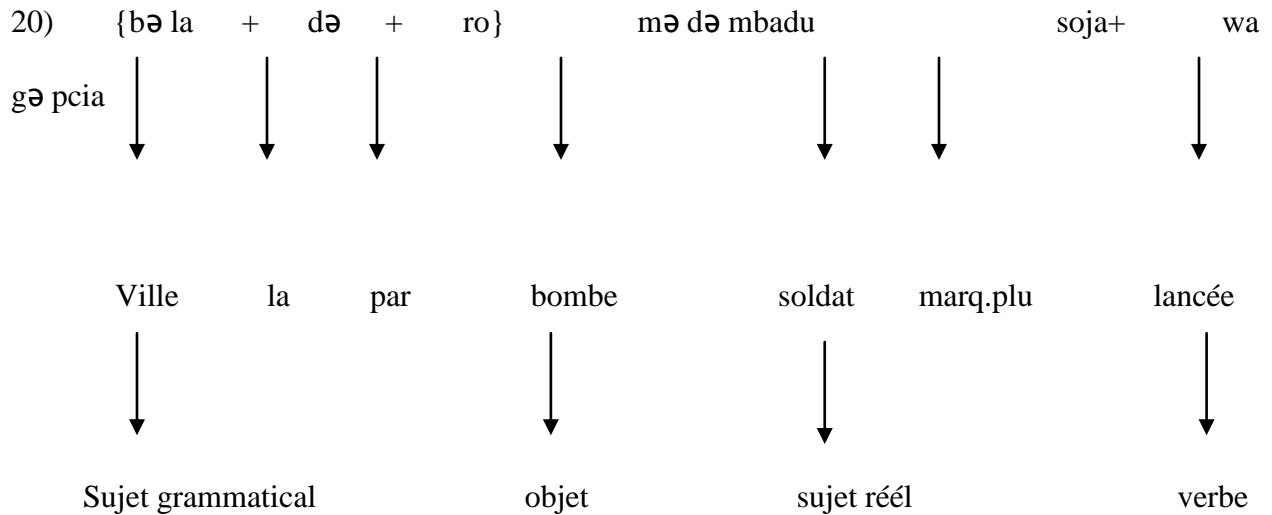 20) {bə la + də + ro} mə də mbadu soja+ wa
gə pcia
Ville la par bombe soldat marq.plu lancée
Sujet grammatical objet sujet réél verbe